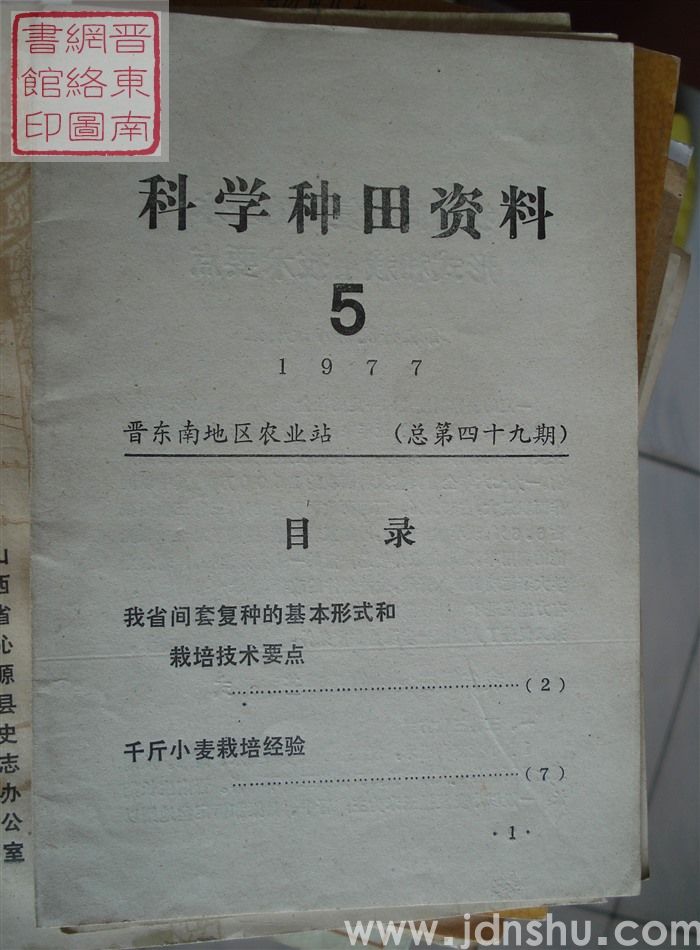 晋東南
網絡圖
書館印
科学种田资料
5
1977
晋东南地区农业站 (总第四十九期)
目录
我省间套复种的基本形式和
栽培技术要点
……………………………………(2)
千斤小麦栽培经验
……………………………………(7)
·1·
山西省沁源县史志办公室
www.jdnshu.com